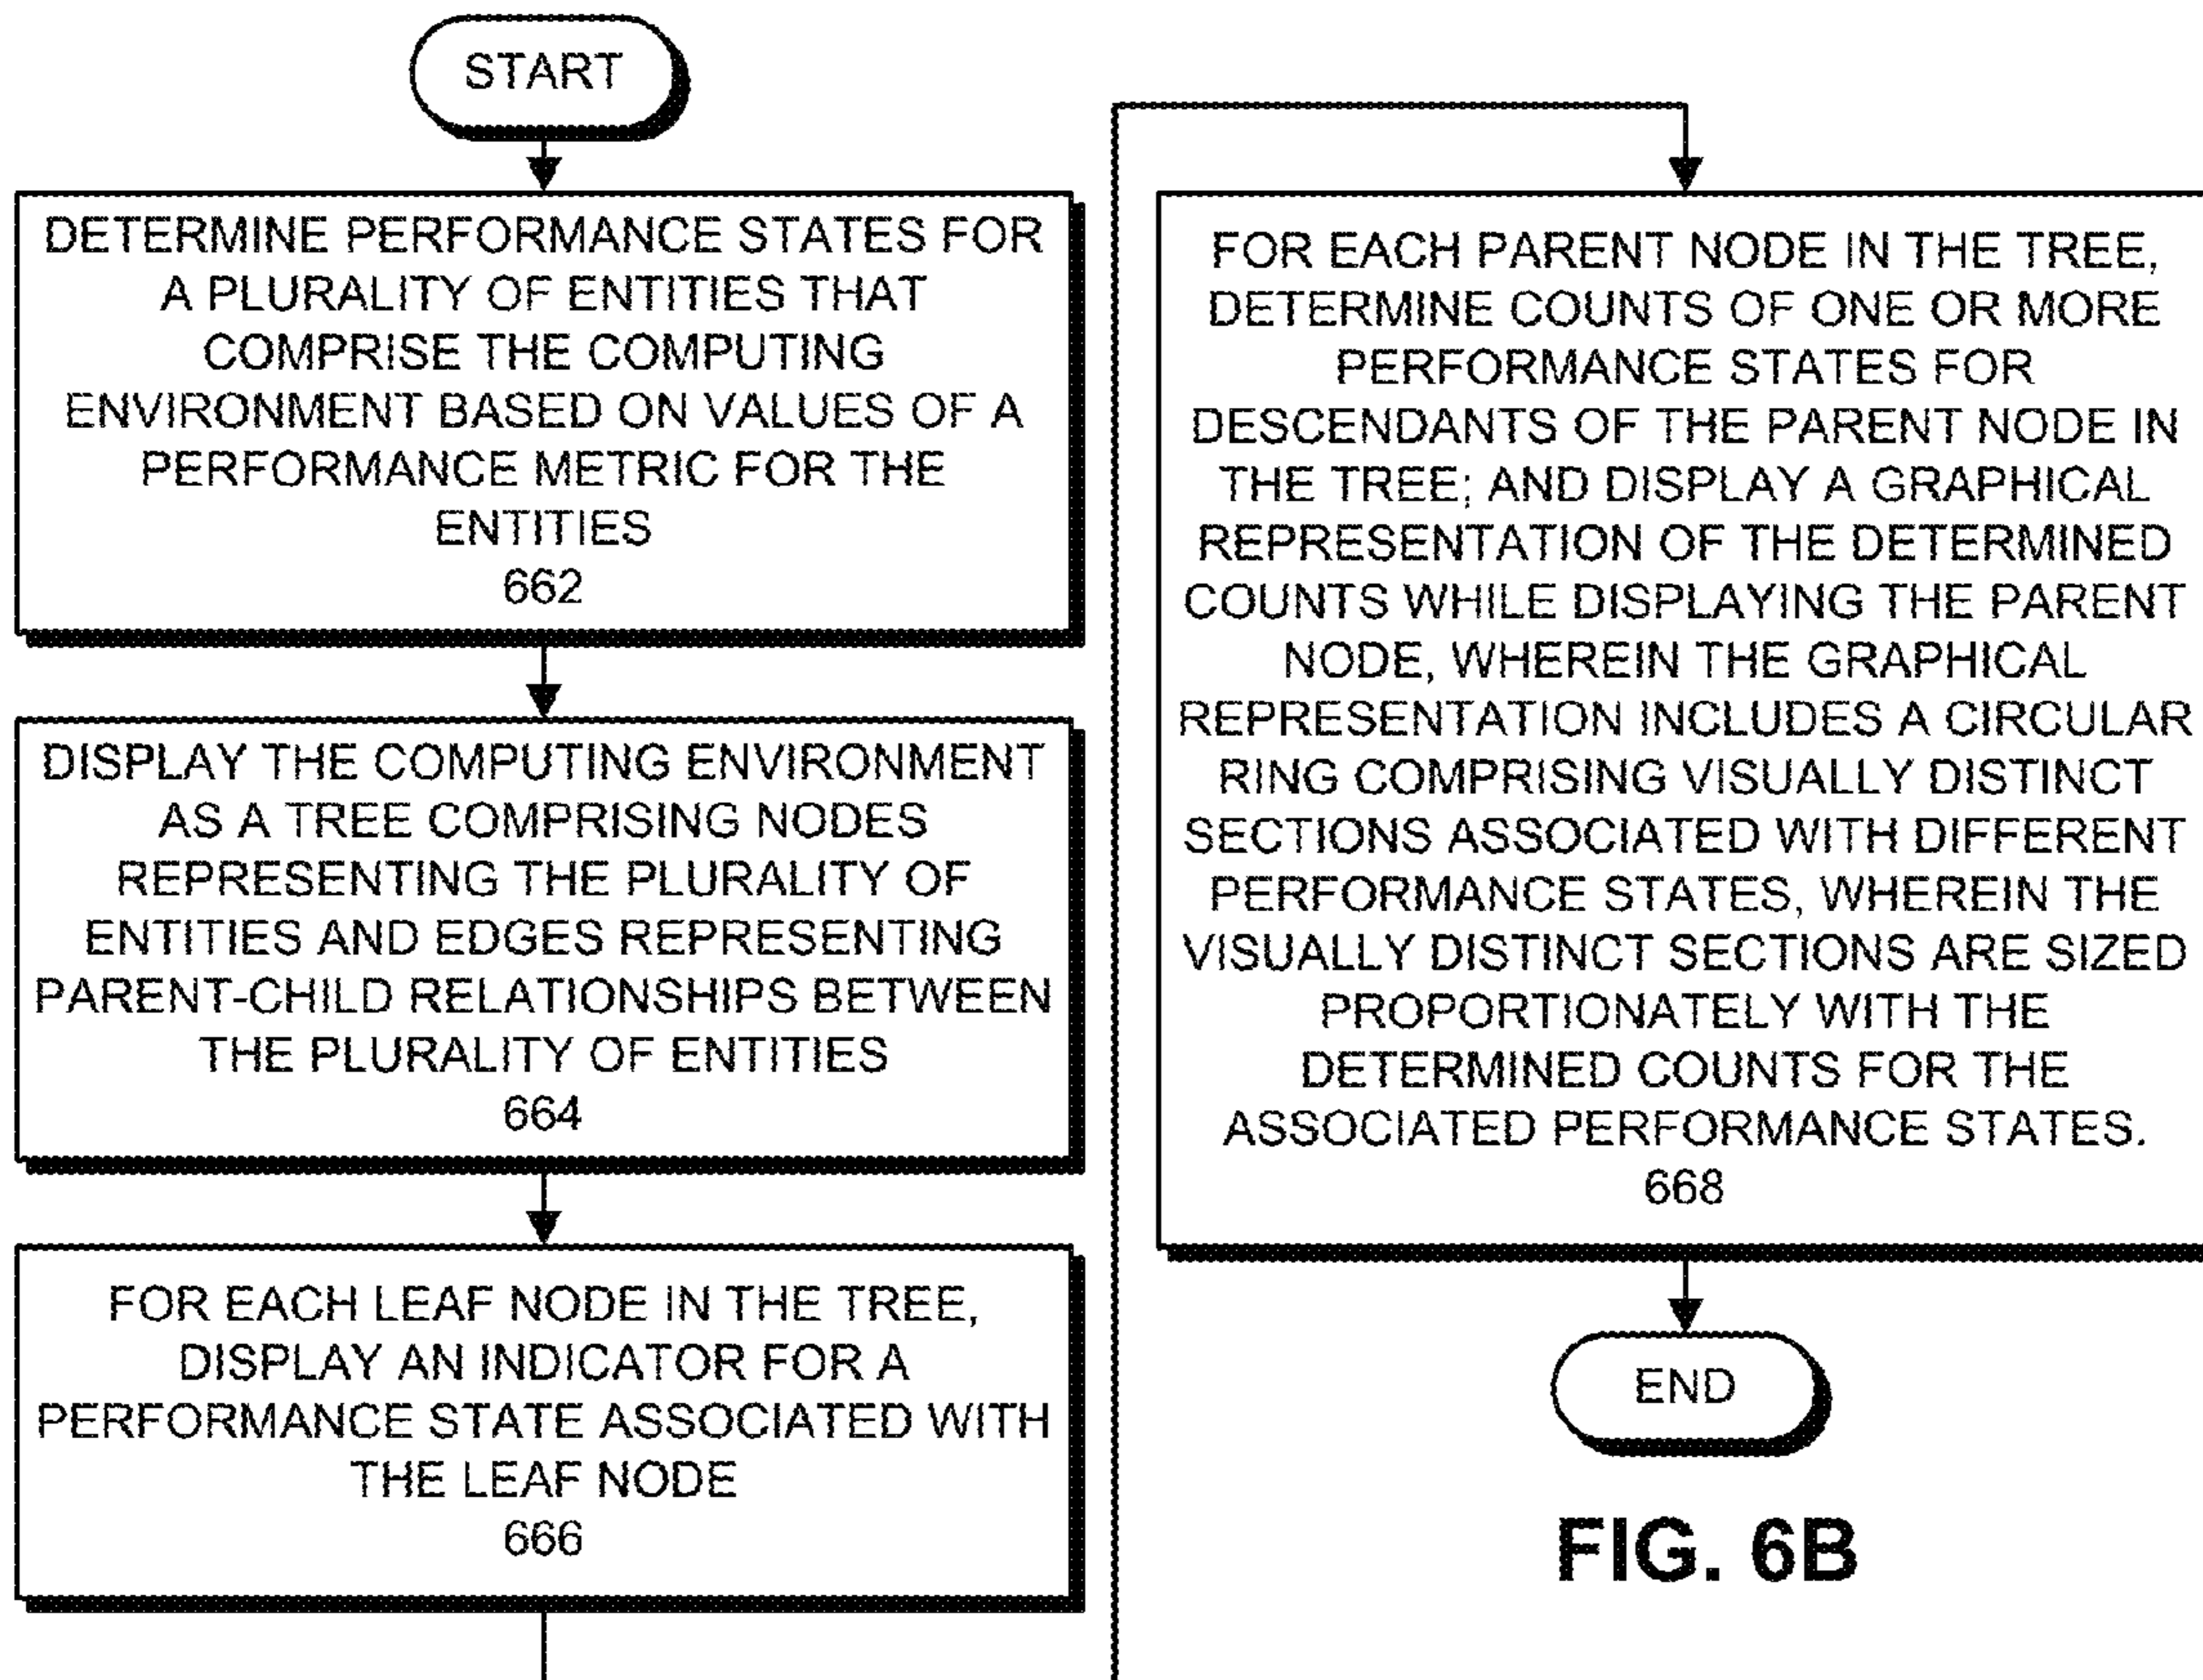 START
DETERMINE PERFORMANCE STATES FOR
A PLURALITY OF ENTITIES THAT
COMPRISE THE COMPUTING
ENVIRONMENT BASED ON VALUES OF A
PERFORMANCE METRIC FOR THE
ENTITIES
662
DISPLAY THE COMPUTING ENVIRONMENT
AS A TREE COMPRISING NODES
REPRESENTING THE PLURALITY OF
ENTITIES AND EDGES REPRESENTING
PARENT-CHILD RELATIONSHIPS BETWEEN
THE PLURALITY OF ENTITIES
664
FOR EACH LEAF NODE IN THE TREE,
DISPLAY AN INDICATOR FOR A
PERFORMANCE STATE ASSOCIATED WITH
THE LEAF NODE
666
FOR EACH PARENT NODE IN THE TREE,
DETERMINE COUNTS OF ONE OR MORE
PERFORMANCE STATES FOR
DESCENDANTS OF THE PARENT NODE IN
THE TREE; AND DISPLAY A GRAPHICAL
REPRESENTATION OF THE DETERMINED
COUNTS WHILE DISPLAYING THE PARENT
NODE, WHEREIN THE GRAPHICAL
REPRESENTATION INCLUDES A CIRCULAR
RING COMPRISING VISUALLY DISTINCT
SECTIONS ASSOCIATED WITH DIFFERENT
PERFORMANCE STATES, WHEREIN THE
VISUALLY DISTINCT SECTIONS ARE SIZED
PROPORTIONATELY WITH THE
DETERMINED COUNTS FOR THE
ASSOCIATED PERFORMANCE STATES.
668
END
FIG. 6B